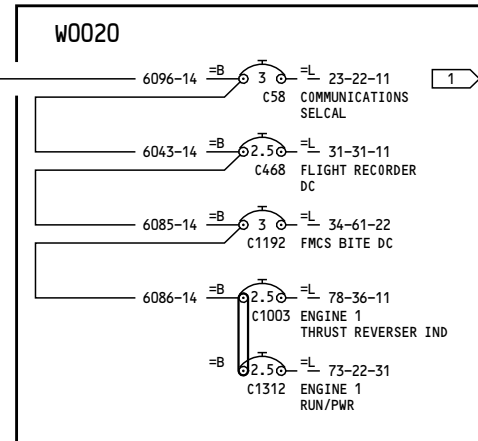 W0020
6096-14 =B 3 =L 23-22-11 1
C58 COMMUNICATIONS
SELCAL
6043-14 =B 2.5 =L 31-31-11
C468 FLIGHT RECORDER
DC
6085-14 =B 3 =L 34-61-22
C1192 FMCS BITE DC
6086-14 =B 2.5 =L 78-36-11
C1003 ENGINE 1
THRUST REVERSER IND
=B 2.5 =L 73-22-31
C1312 ENGINE 1
RUN/PWR